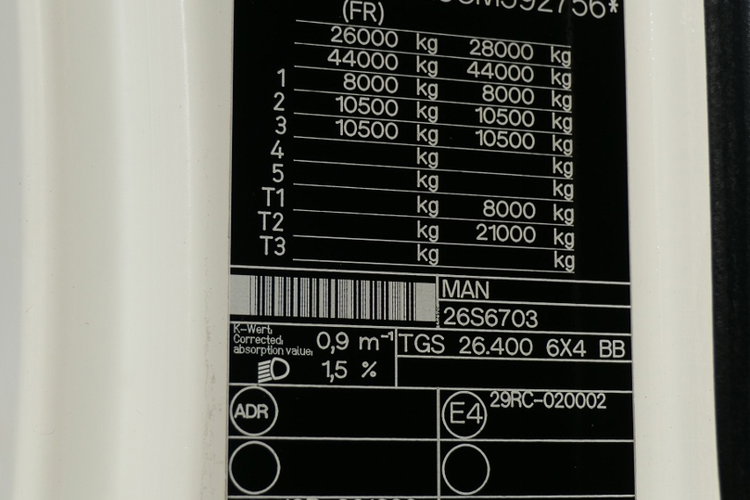 (FR)
26000 kg 28000 kg
44000 kg 44000 kg
1 8000 kg 8000 kg
2 10500 kg 10500 kg
3 10500 kg 10500 kg
4 kg kg
5 kg kg
T1 kg 8000 kg
T2 kg 21000 kg
T3 kg kg
MAN
26S6703
K-Wert:
Corrected
absorption value:
0,9 m⁻¹
TGS 26.400 6X4 BB
1,5 %
ADR
E4 29RC-020002